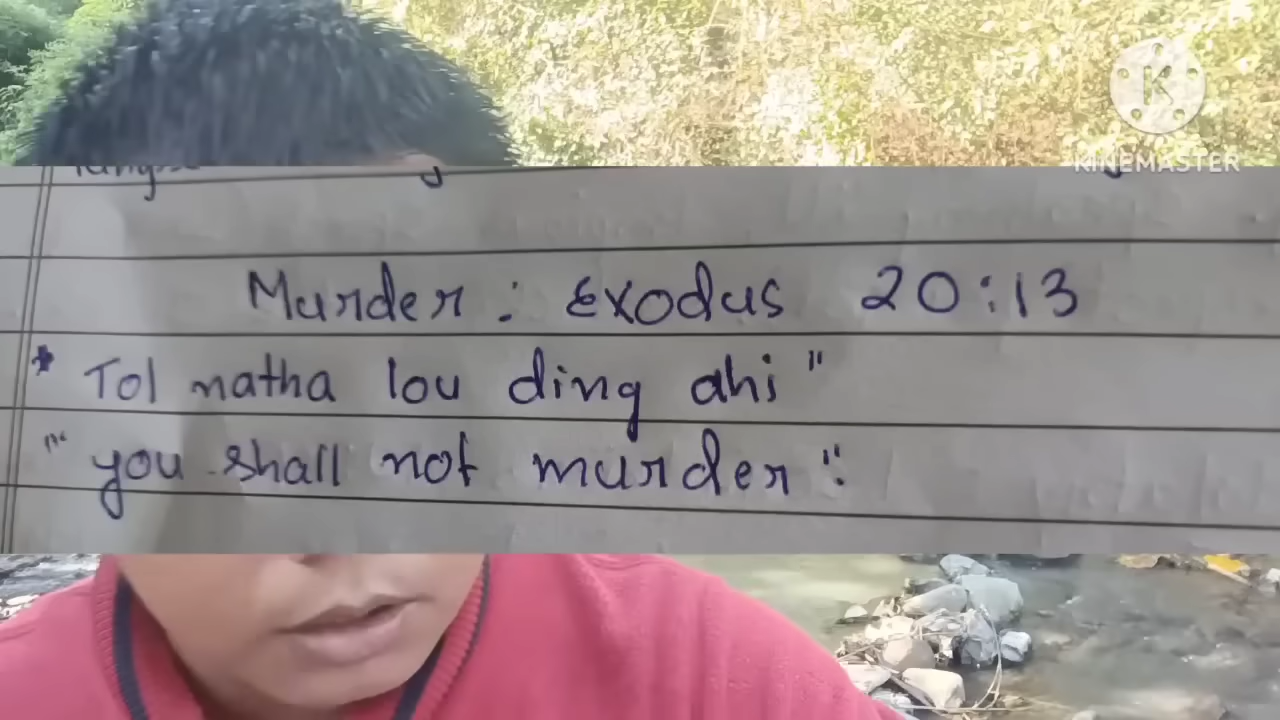 KINEMASTER
Murder : Exodus 20:13
* Tol natha lou ding ahi "
"" you shall not murder ":